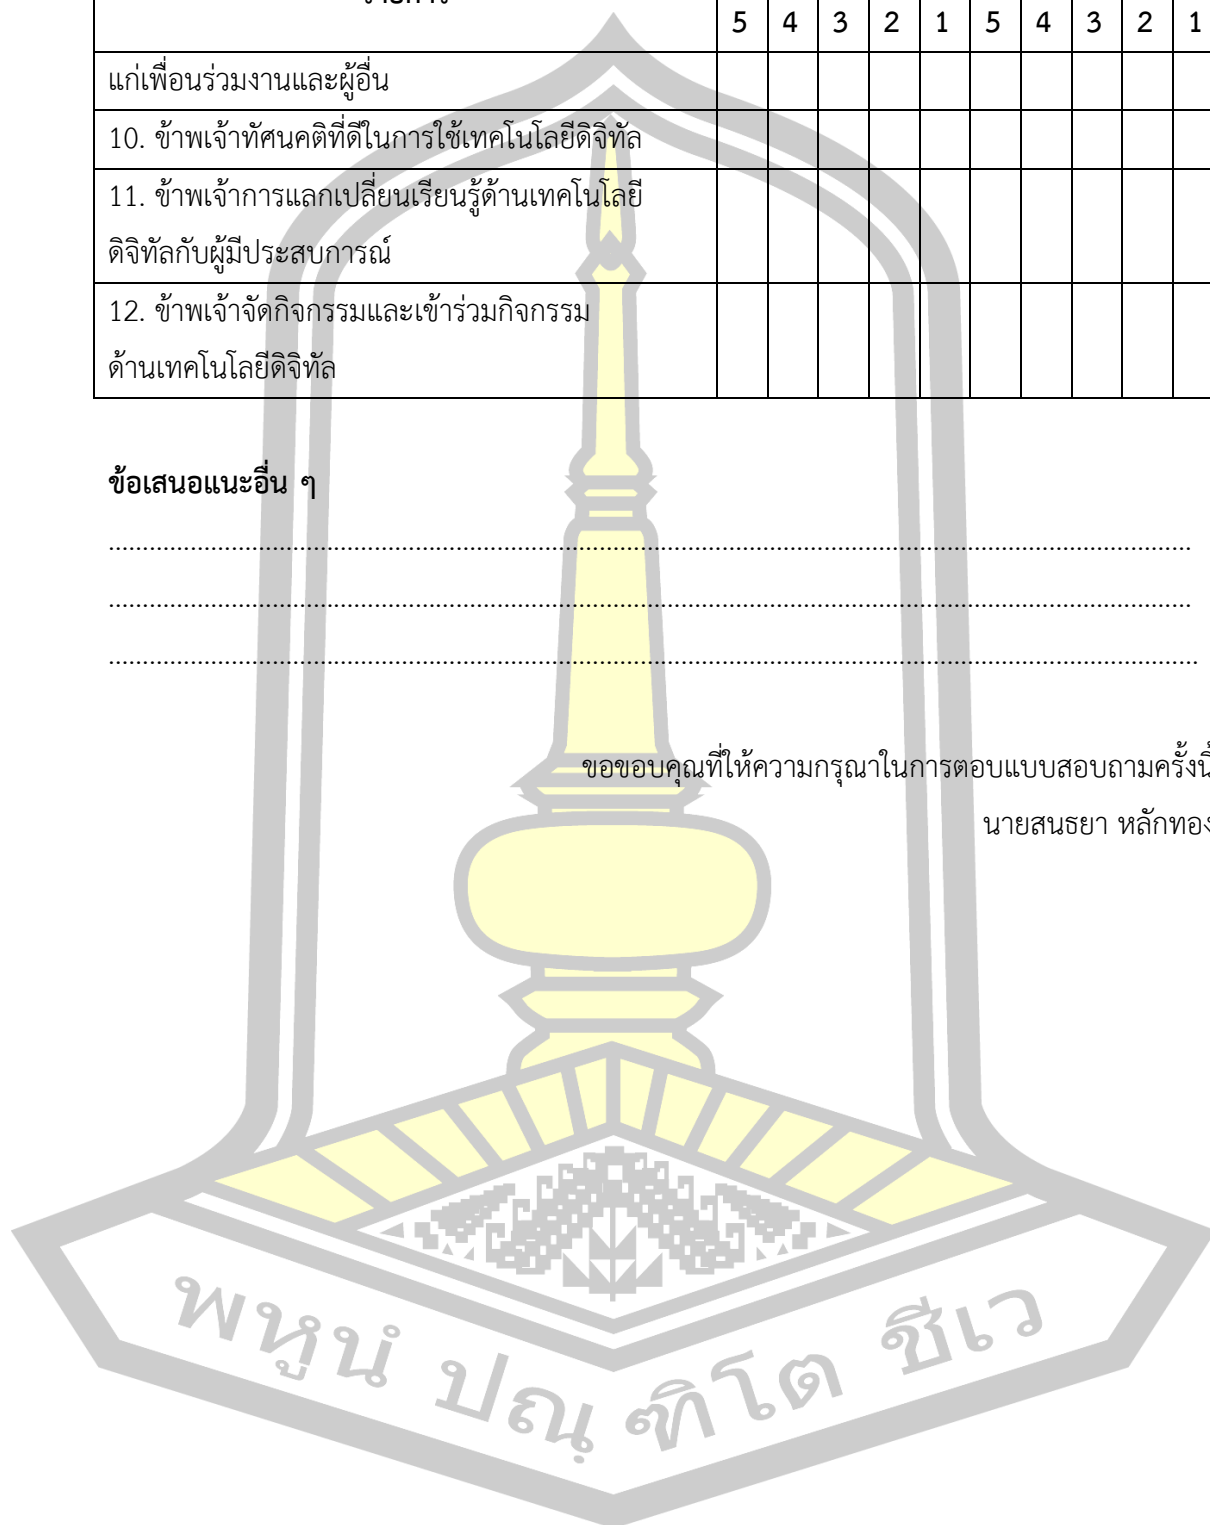 รายการ
5 4 3 2 1 5 4 3 2 1
แก่เพื่อนร่วมงานและผู้อื่น
10. ข้าพเจ้าทัศนคติที่ดีในการใช้เทคโนโลยีดิจิทัล
11. ข้าพเจ้าการแลกเปลี่ยนเรียนรู้ด้านเทคโนโลยี
ดิจิทัลกับผู้มีประสบการณ์
12. ข้าพเจ้าจัดกิจกรรมและเข้าร่วมกิจกรรม
ด้านเทคโนโลยีดิจิทัล
ข้อเสนอแนะอื่น ๆ
................................................................................................................................................................
................................................................................................................................................................
.................................................................................................................................................................
ขอขอบคุณที่ให้ความกรุณาในการตอบแบบสอบถามครั้งนี้
นายสนธยา หลักทอง
พหูนํ ปณฺฑิโต ชีเว